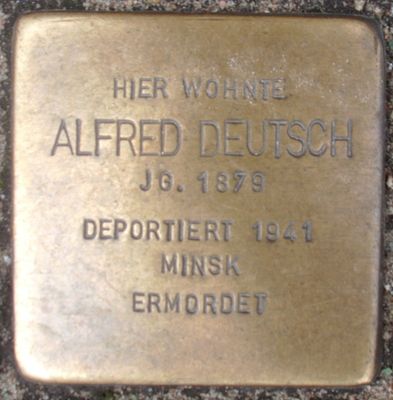 HIER WOHNTE
ALFRED DEUTSCH
JG. 1879
DEPORTIERT 1941
MINSK
ERMORDET